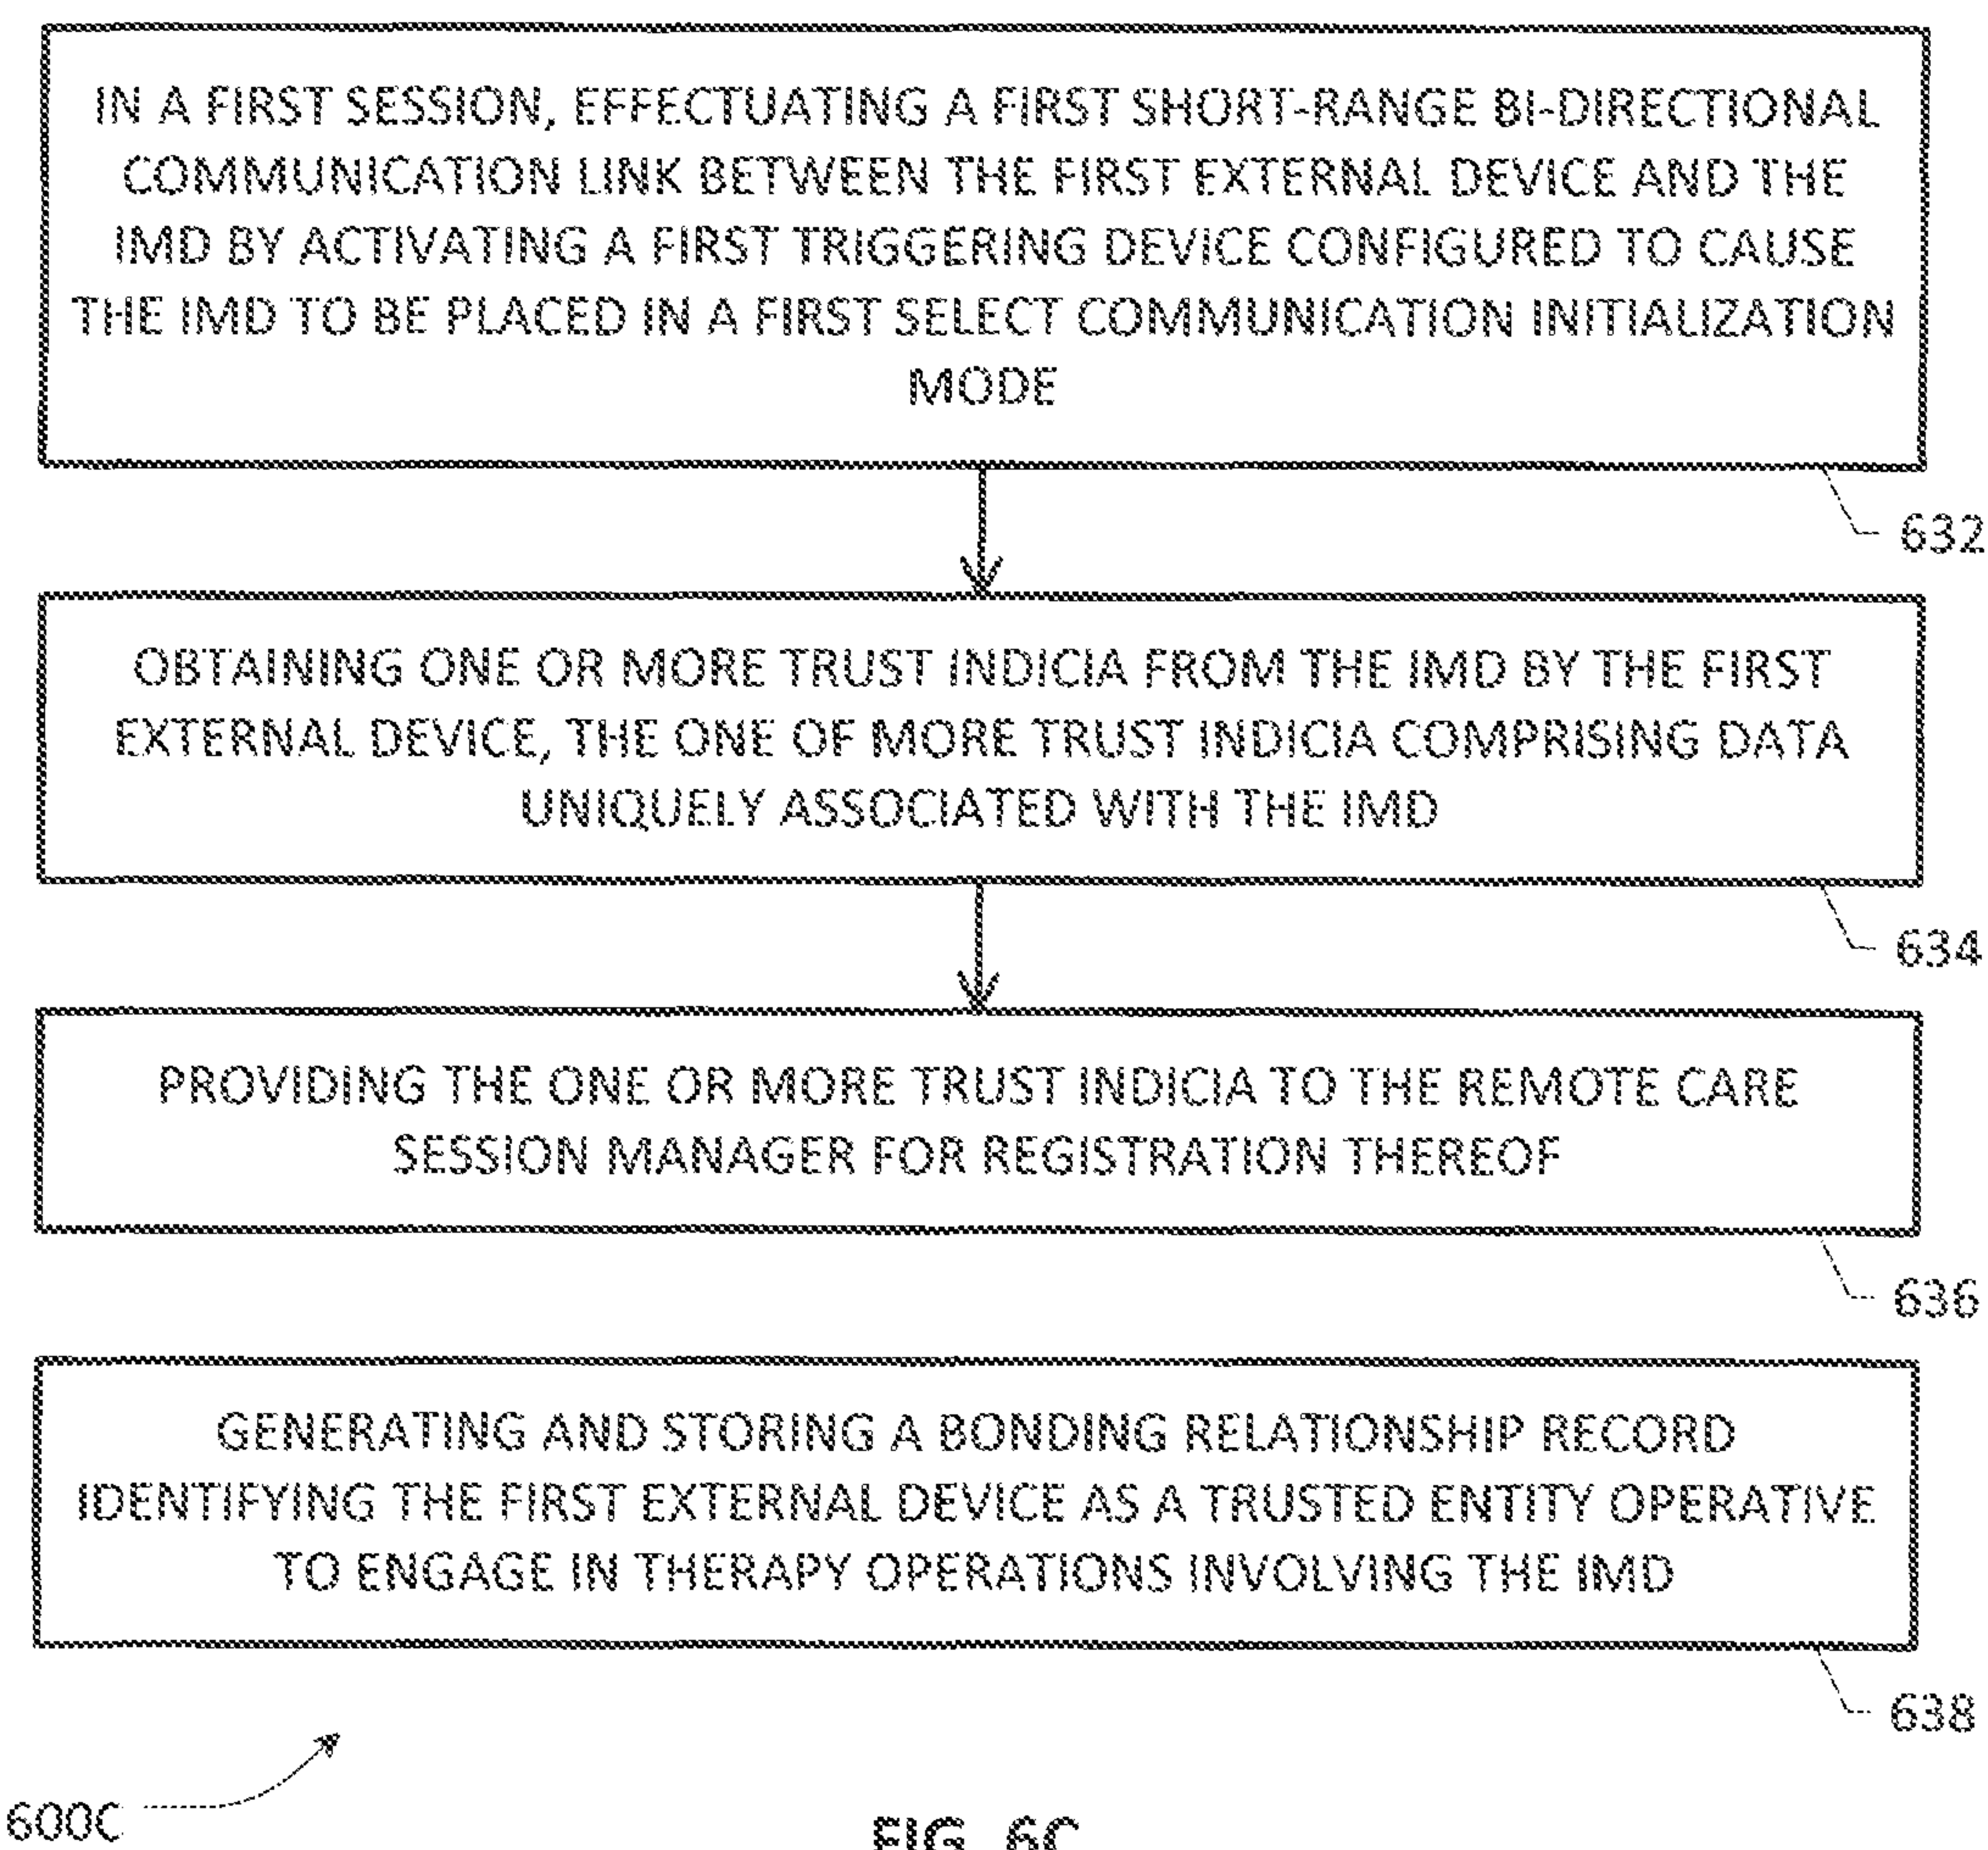 IN A FIRST SESSION, EFFECTUATING A FIRST SHORT-RANGE BI-DIRECTIONAL
COMMUNICATION LINK BETWEEN THE FIRST EXTERNAL DEVICE AND THE
IMD BY ACTIVATING A FIRST TRIGGERING DEVICE CONFIGURED TO CAUSE
THE IMD TO BE PLACED IN A FIRST SELECT COMMUNICATION INITIALIZATION
MODE
632
OBTAINING ONE OR MORE TRUST INDICIA FROM THE IMD BY THE FIRST
EXTERNAL DEVICE, THE ONE OF MORE TRUST INDICIA COMPRISING DATA
UNIQUELY ASSOCIATED WITH THE IMD
634
PROVIDING THE ONE OR MORE TRUST INDICIA TO THE REMOTE CARE
SESSION MANAGER FOR REGISTRATION THEREOF
636
GENERATING AND STORING A BONDING RELATIONSHIP RECORD
IDENTIFYING THE FIRST EXTERNAL DEVICE AS A TRUSTED ENTITY OPERATIVE
TO ENGAGE IN THERAPY OPERATIONS INVOLVING THE IMD
638
600C
FIG. 6C